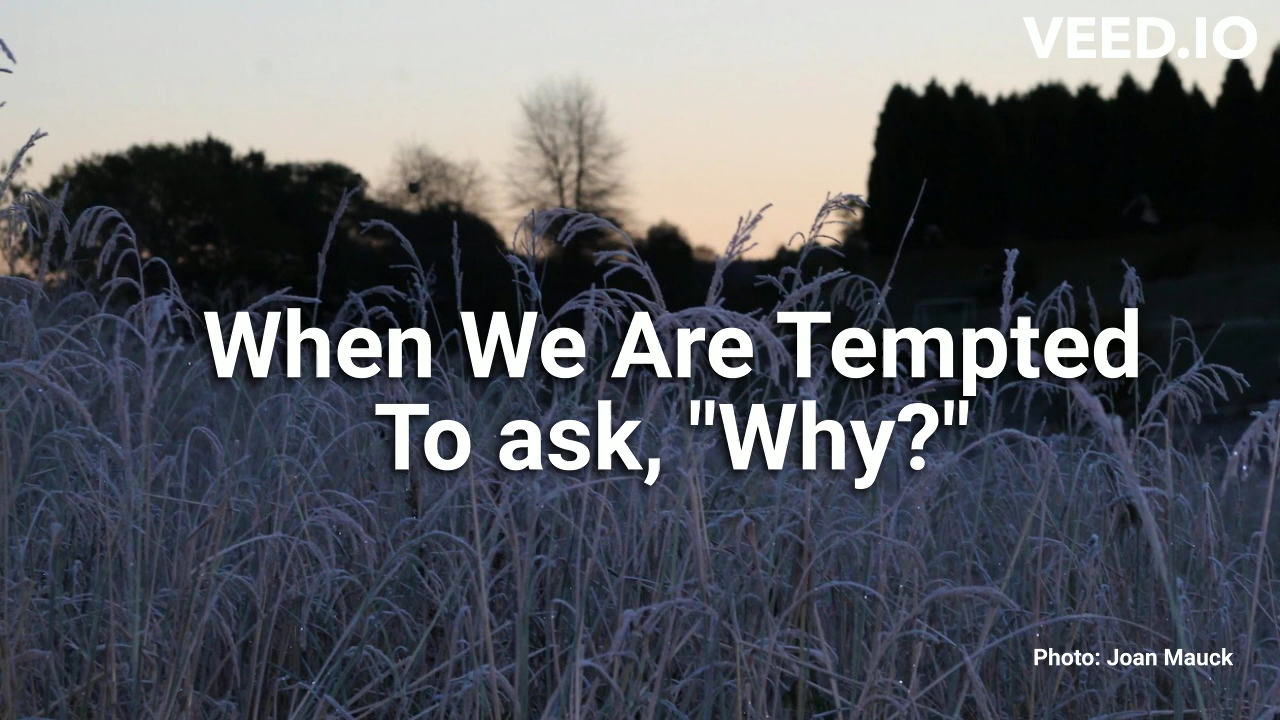 VEED.IO
When We Are Tempted
To ask, "Why?"
Photo: Joan Mauck